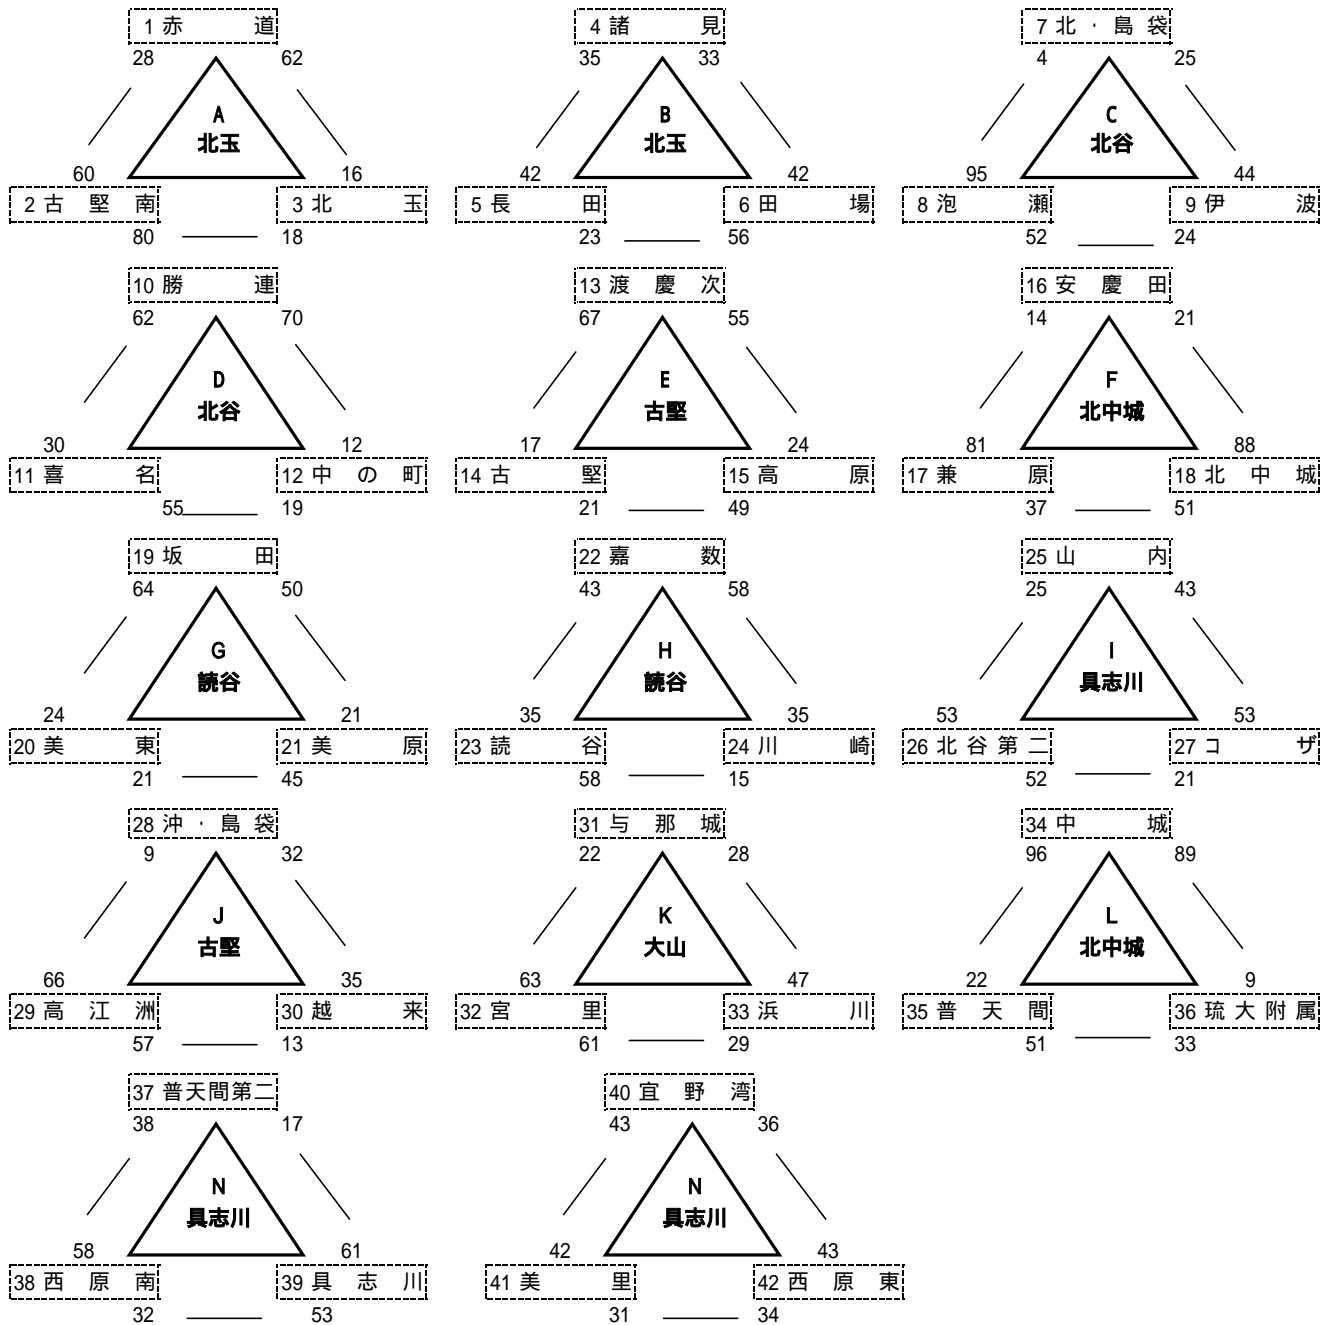 1 赤 道 4 諸 見 7 北・島 袋
28 62 35 33 4 25
A B C
北玉 北玉 北谷
60 16 42 42 95 44
2 古 堅 南 3 北 玉 5 長 田 6 田 場 8 泡 瀬 9 伊 波
80 18 23 56 52 24
10 勝 連 13 渡 慶 次 16 安 慶 田
62 70 67 55 14 21
D E F
北谷 古堅 北中城
30 12 17 24 81 88
11 喜 名 12 中 の 町 14 古 堅 15 高 原 17 兼 原 18 北 中 城
55 19 21 49 37 51
19 坂 田 22 嘉 数 25 山 内
64 50 43 58 25 43
G H I
読谷 読谷 具志川
24 21 35 35 53 53
20 美 東 21 美 原 23 読 谷 24 川 崎 26 北 谷 第 二 27 コ ザ
21 45 58 15 52 21
28 沖・島 袋 31 与 那 城 34 中 城
9 32 22 28 96 89
J K L
古堅 大山 北中城
66 35 63 47 22 9
29 高 江 洲 30 越 来 32 宮 里 33 浜 川 35 普 天 間 36 琉 大 附 属
57 13 61 29 51 33
37 普天間第二 40 宜 野 湾
38 17 43 36
N N
具志川 具志川
58 61 42 43
38 西 原 南 39 具 志 川 41 美 里 42 西 原 東
32 53 31 34